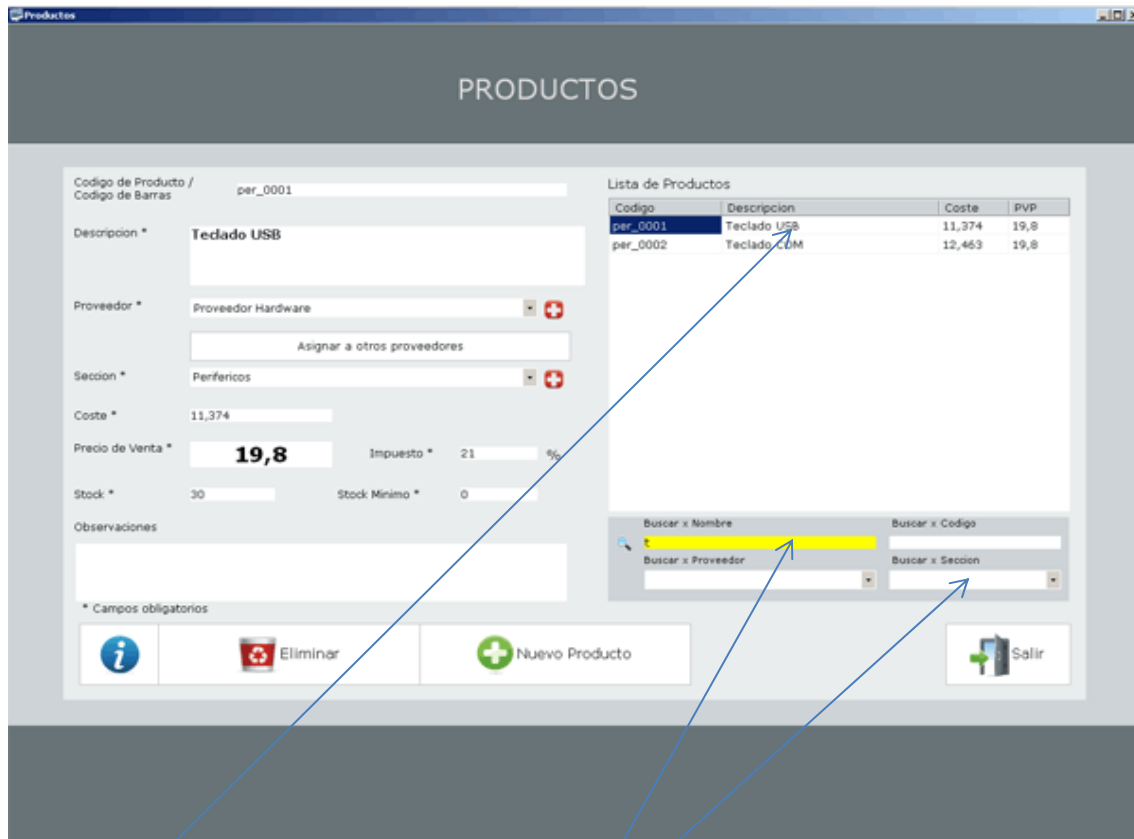 Productos
PRODUCTOS
Codigo de Producto /
Codigo de Barras
per_0001
Descripcion *
Teclado USB
Proveedor *
Proveedor Hardware
Asignar a otros proveedores
Seccion *
Perifericos
Coste *
11,374
Precio de Venta *
19,8
Impuesto *
21
%
Stock *
30
Stock Minimo *
0
Observaciones
* Campos obligatorios
Eliminar
Nuevo Producto
Lista de Productos
Codigo Descripcion Coste PVP
per_0001 Teclado USB 11,374 19,8
per_0002 Teclado COM 12,463 19,8
Buscar x Nombre
t
Buscar x Codigo
Buscar x Proveedor
Buscar x Seccion
Salir